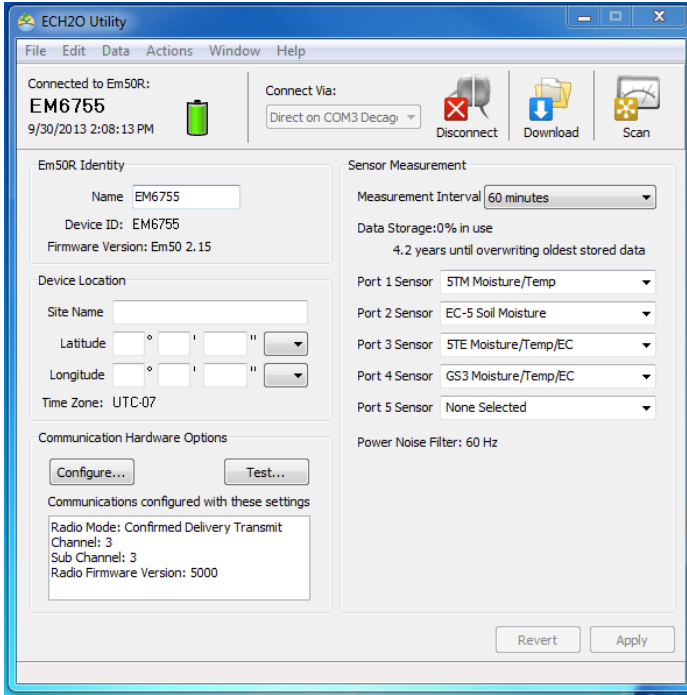 ECH2O Utility
File Edit Data Actions Window Help
Connected to Em50R:
EM6755
9/30/2013 2:08:13 PM
Connect Via:
Direct on COM3 Decag
Disconnect
Download
Scan
Em50R Identity
Name EM6755
Device ID: EM6755
Firmware Version: Em50 2.15
Device Location
Site Name
Latitude ° ' "
Longitude ° ' "
Time Zone: UTC-07
Communication Hardware Options
Configure... Test...
Communications configured with these settings
Radio Mode: Confirmed Delivery Transmit
Channel: 3
Sub Channel: 3
Radio Firmware Version: 5000
Sensor Measurement
Measurement Interval 60 minutes
Data Storage:0% in use
4.2 years until overwriting oldest stored data
Port 1 Sensor 5TM Moisture/Temp
Port 2 Sensor EC-5 Soil Moisture
Port 3 Sensor 5TE Moisture/Temp/EC
Port 4 Sensor GS3 Moisture/Temp/EC
Port 5 Sensor None Selected
Power Noise Filter: 60 Hz
Revert Apply